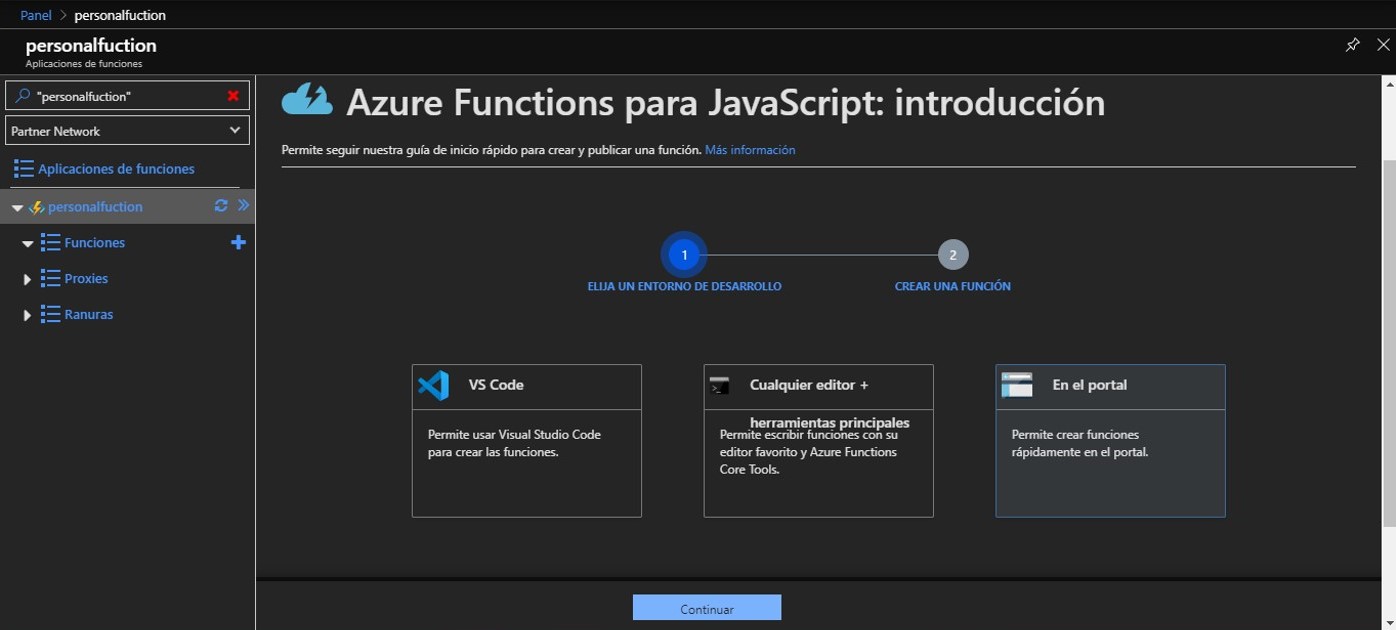 Panel > personalfuction
personalfuction
Aplicaciones de funciones
"personalfuction"
Partner Network
Aplicaciones de funciones
personalfuction
Funciones
Proxies
Ranuras
Azure Functions para JavaScript: introducción
Permite seguir nuestra guía de inicio rápido para crear y publicar una función. Más información
1
2
ELIJA UN ENTORNO DE DESARROLLO
CREAR UNA FUNCIÓN
VS Code
Permite usar Visual Studio Code
para crear las funciones.
Cualquier editor +
herramientas principales
Permite escribir funciones con su
editor favorito y Azure Functions
Core Tools.
En el portal
Permite crear funciones
rápidamente en el portal.
Continuar